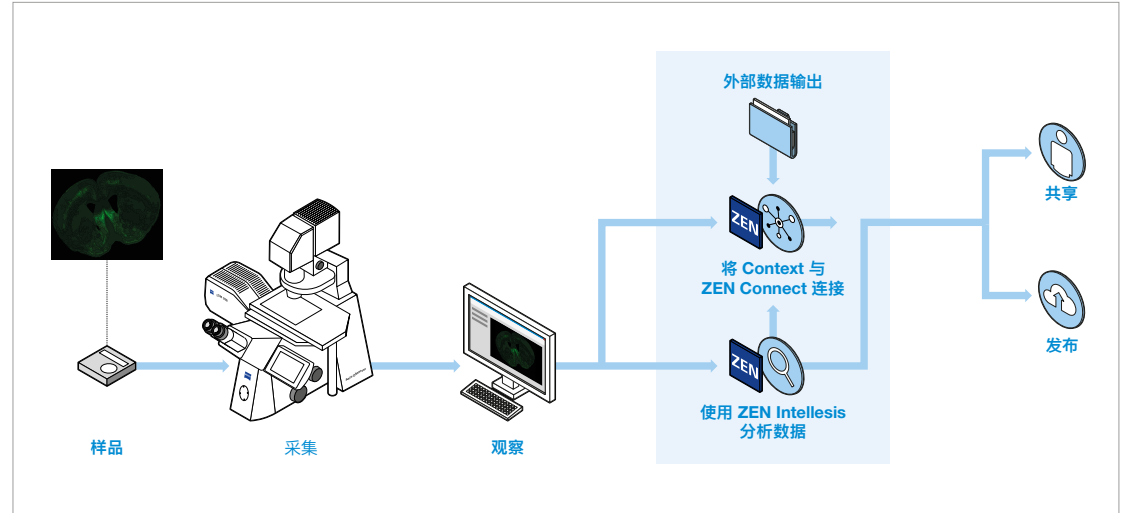 外部数据输出
ZEN
将 Context 与
ZEN Connect 连接
共享
ZEN
使用 ZEN Intellesis
分析数据
发布
样品
采集
观察